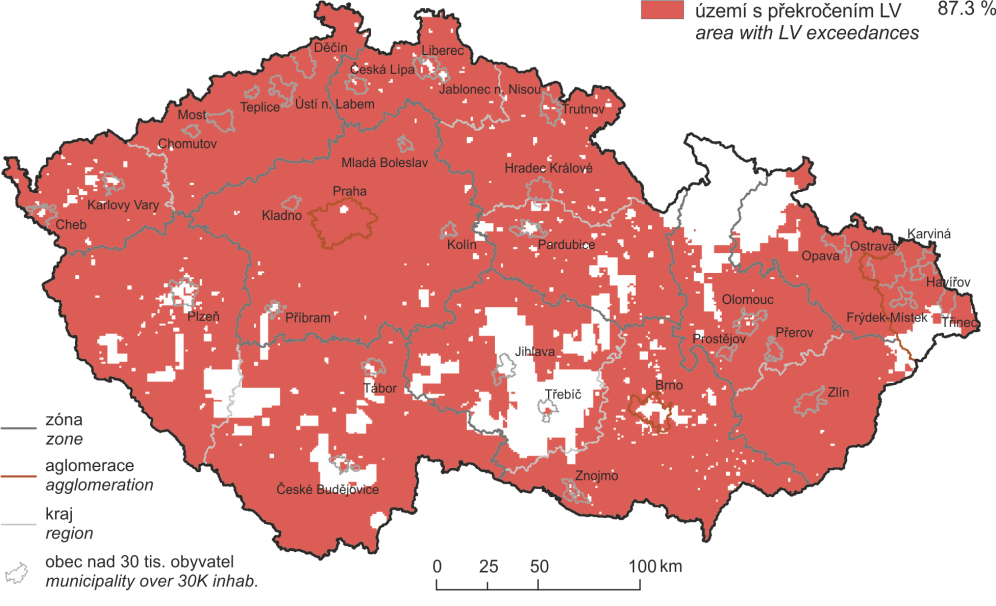 území s překročením LV 87.3 %
area with LV exceedances
Děčín
Liberec
Česká Lípa
Jablonec n. Nisou
Teplice
Ústí n. Labem
Trutnov
Most
Chomutov
Mladá Boleslav
Hradec Králové
Praha
Karlovy Vary
Kladno
Cheb
Kolín
Pardubice
Karviná
Opava
Ostrava
Havířov
Olomouc
Plzeň
Příbram
Frýdek-Místek
Třinec
Přerov
Prostějov
Jihlava
Tábor
Brno
Třebíč
Zlín
zóna
zone
aglomerace
agglomeration
Znojmo
České Budějovice
kraj
region
obec nad 30 tis. obyvatel
municipality over 30K inhab.
0 25 50 100 km